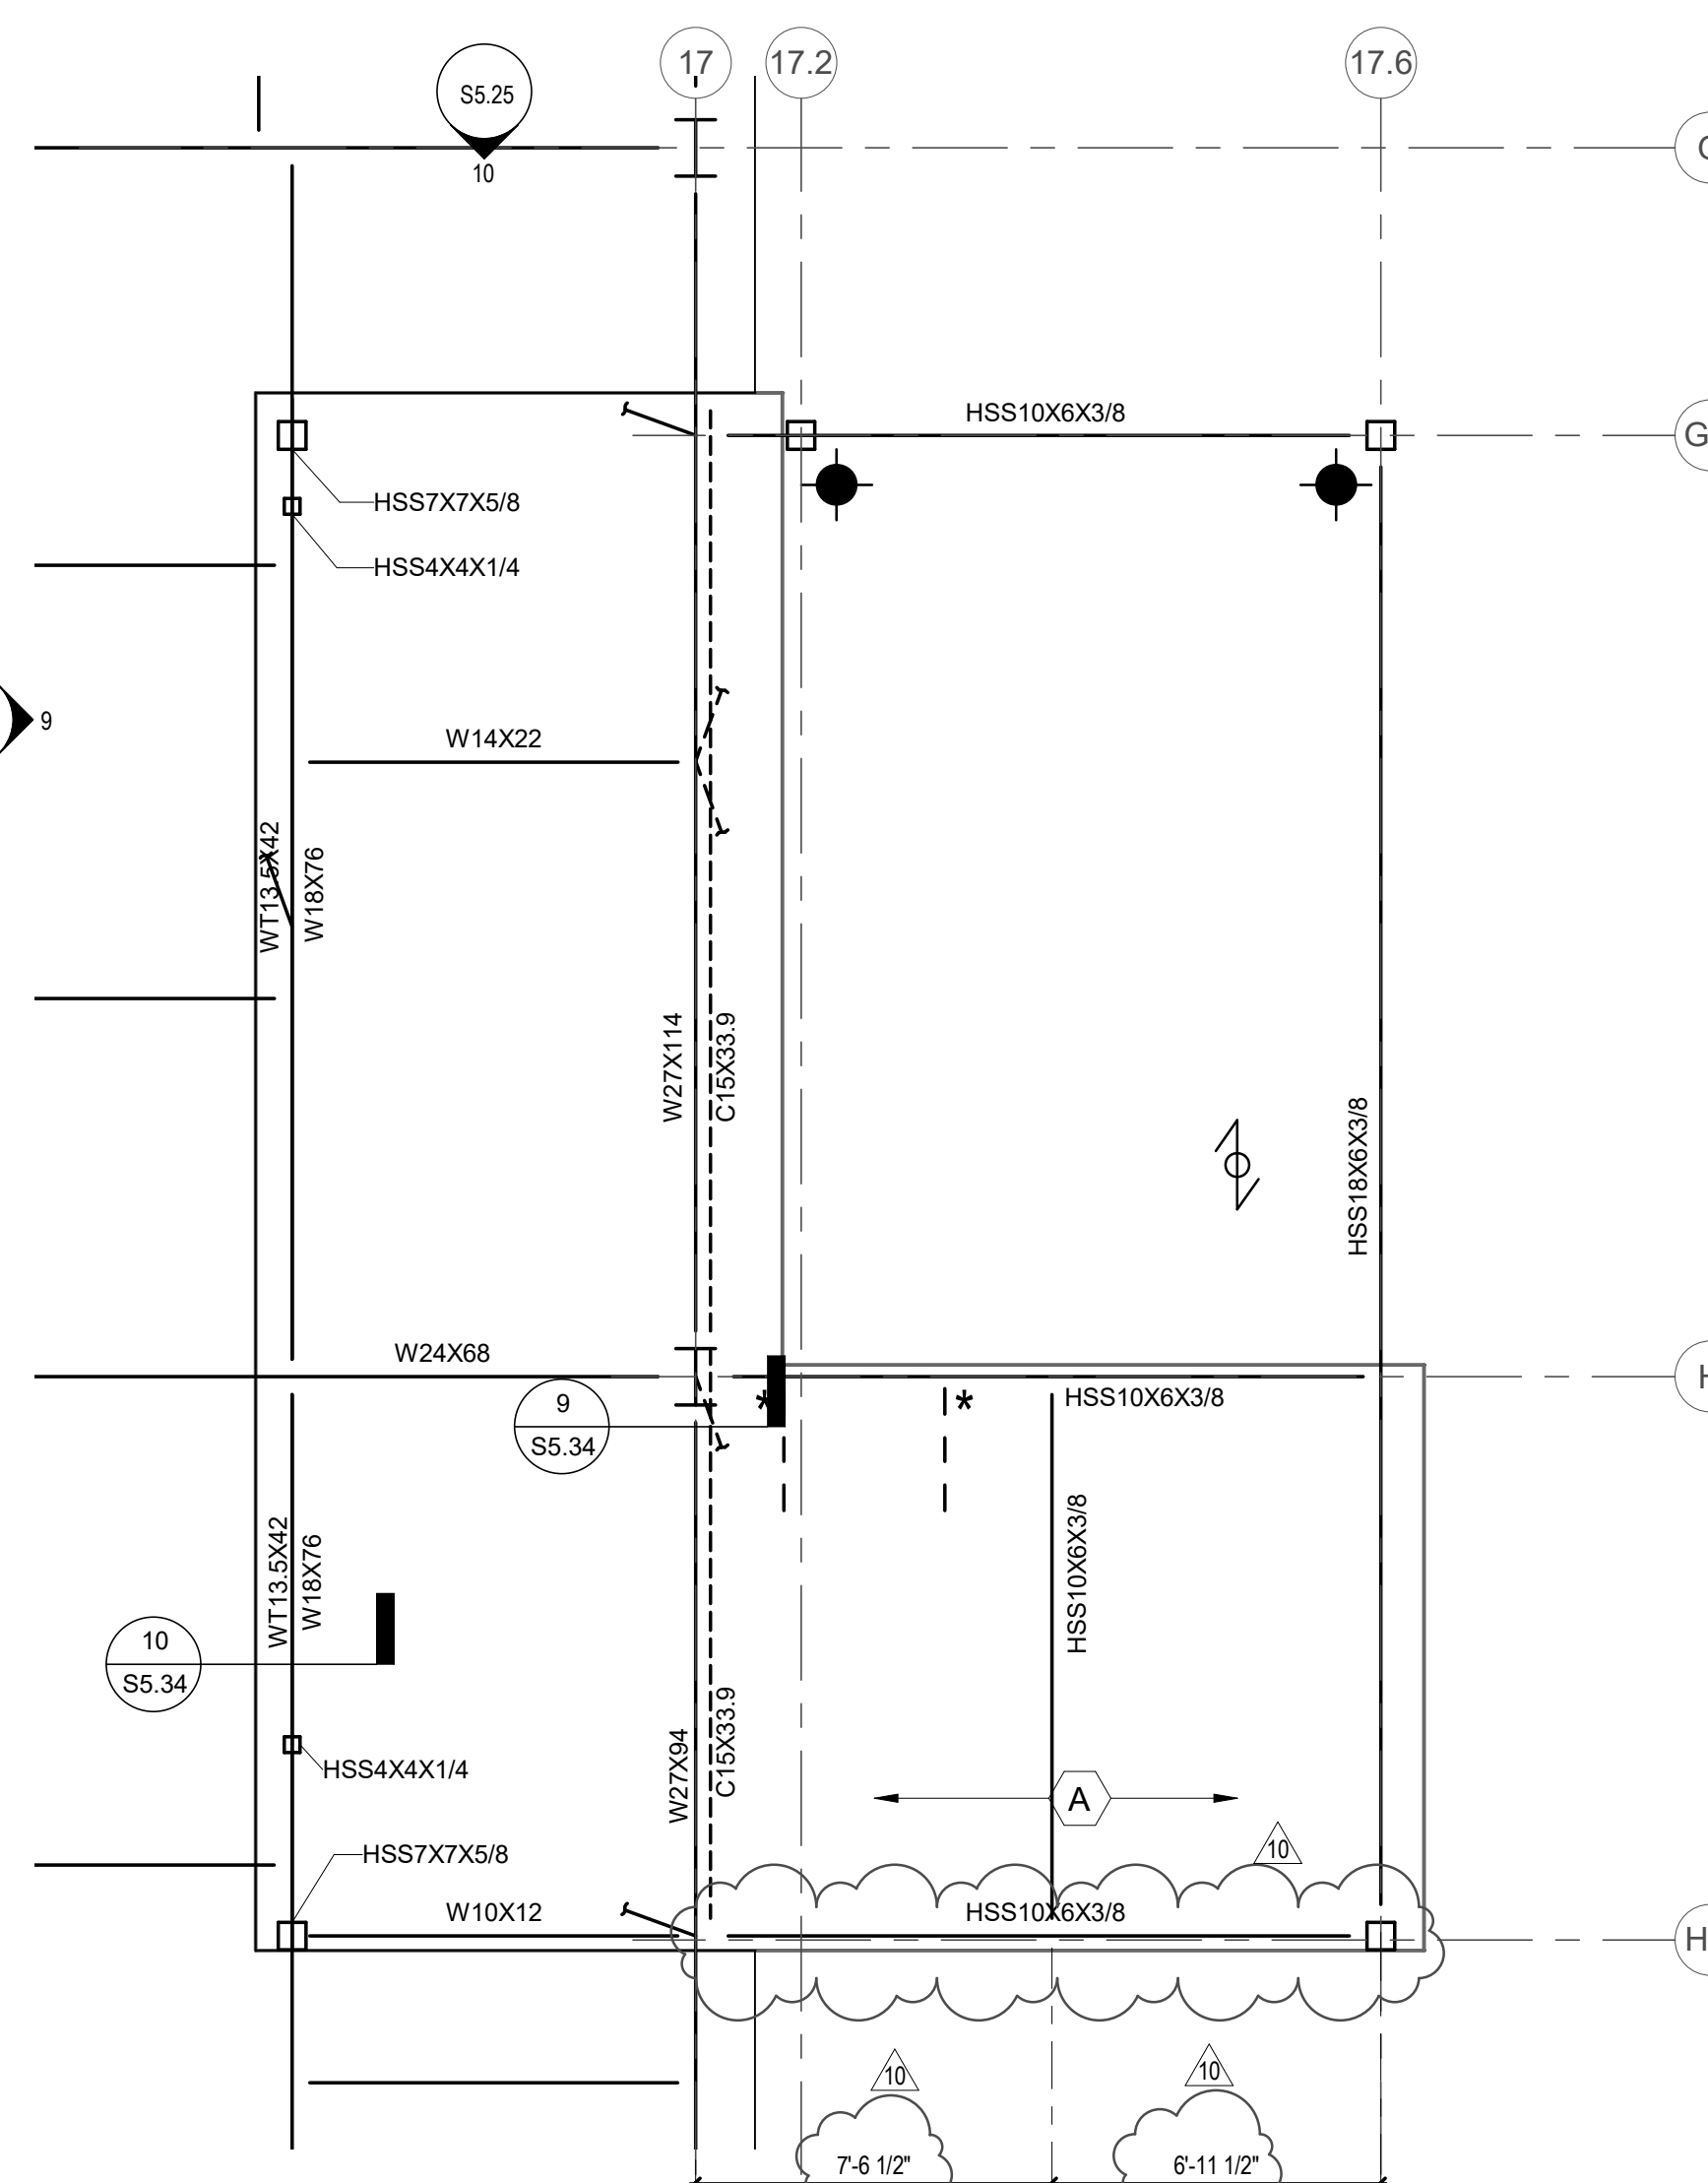 17
17.2
17.6
S5.25
10
HSS10X6X3/8
HSS7X7X5/8
HSS4X4X1/4
9
W14X22
WT13.5X42
W18X76
W27X114
C15X33.9
HSS18X6X3/8
W24X68
HSS10X6X3/8
*
*
9
S5.34
HSS10X6X3/8
WT13.5X42
W18X76
10
S5.34
W27X94
C15X33.9
HSS4X4X1/4
A
10
HSS7X7X5/8
W10X12
HSS10X6X3/8
10
10
7'-6 1/2"
6'-11 1/2"